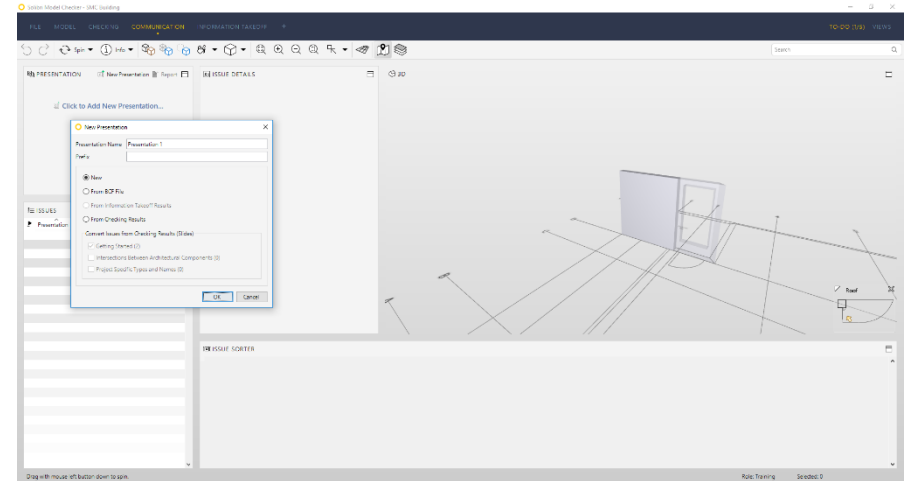 Solibri Model Checker - SMC Building
FILE MODEL CHECKING COMMUNICATION INFORMATION TAKEOFF +
TO-DO (1/5) VIEWS
Spin Info
Search
PRESENTATION New Presentation Report
ISSUE DETAILS
3D
Click to Add New Presentation...
New Presentation
Presentation Name Presentation 1
Prefix
New
From BCF File
From Information Takeoff Results
From Checking Results
Convert Issues from Checking Results (Slides)
Getting Started (2)
Intersections Between Architectural Components (0)
Project Specific Types and Names (0)
OK Cancel
ISSUES
Presentation
Roof
ISSUE SORTER
Drag with mouse left button down to spin.
Role: Training Selected: 0